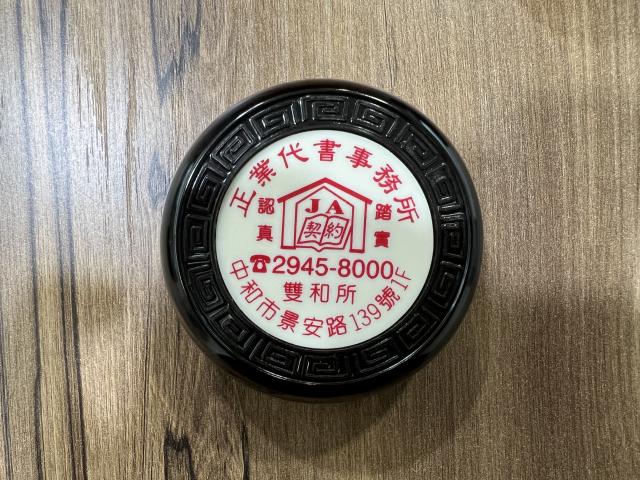 正業代書事務所
認真
JA
契約
踏實
☎2945-8000
雙和所
中和市景安路139號1F